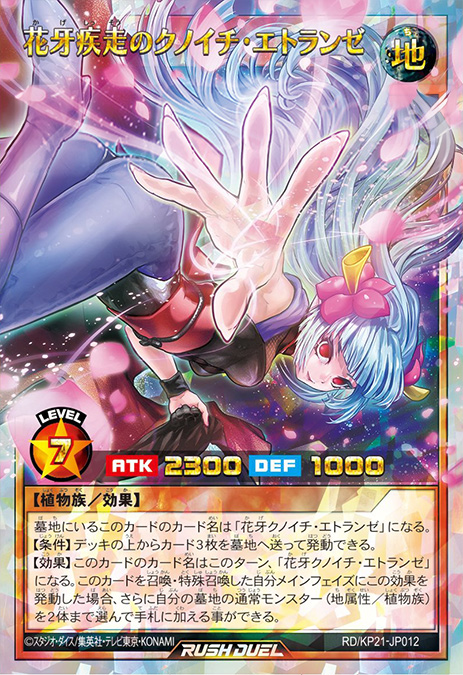 花牙疾走のクノイチ・エトランゼ
地
LEVEL
7
ATK 2300 DEF 1000
【植物族／効果】
墓地にいるこのカードのカード名は「花牙クノイチ・エトランゼ」になる。
【条件】デッキの上からカード3枚を墓地へ送って発動できる。
【効果】このカードのカード名はこのターン、「花牙クノイチ・エトランゼ」
になる。このカードを召喚・特殊召喚した自分メインフェイズにこの効果を
発動した場合、さらに自分の墓地の通常モンスター（地属性／植物族）
を2体まで選んで手札に加える事ができる。
©スタジオ・ダイス/集英社・テレビ東京・KONAMI
RUSH DUEL
RD/KP21-JP012